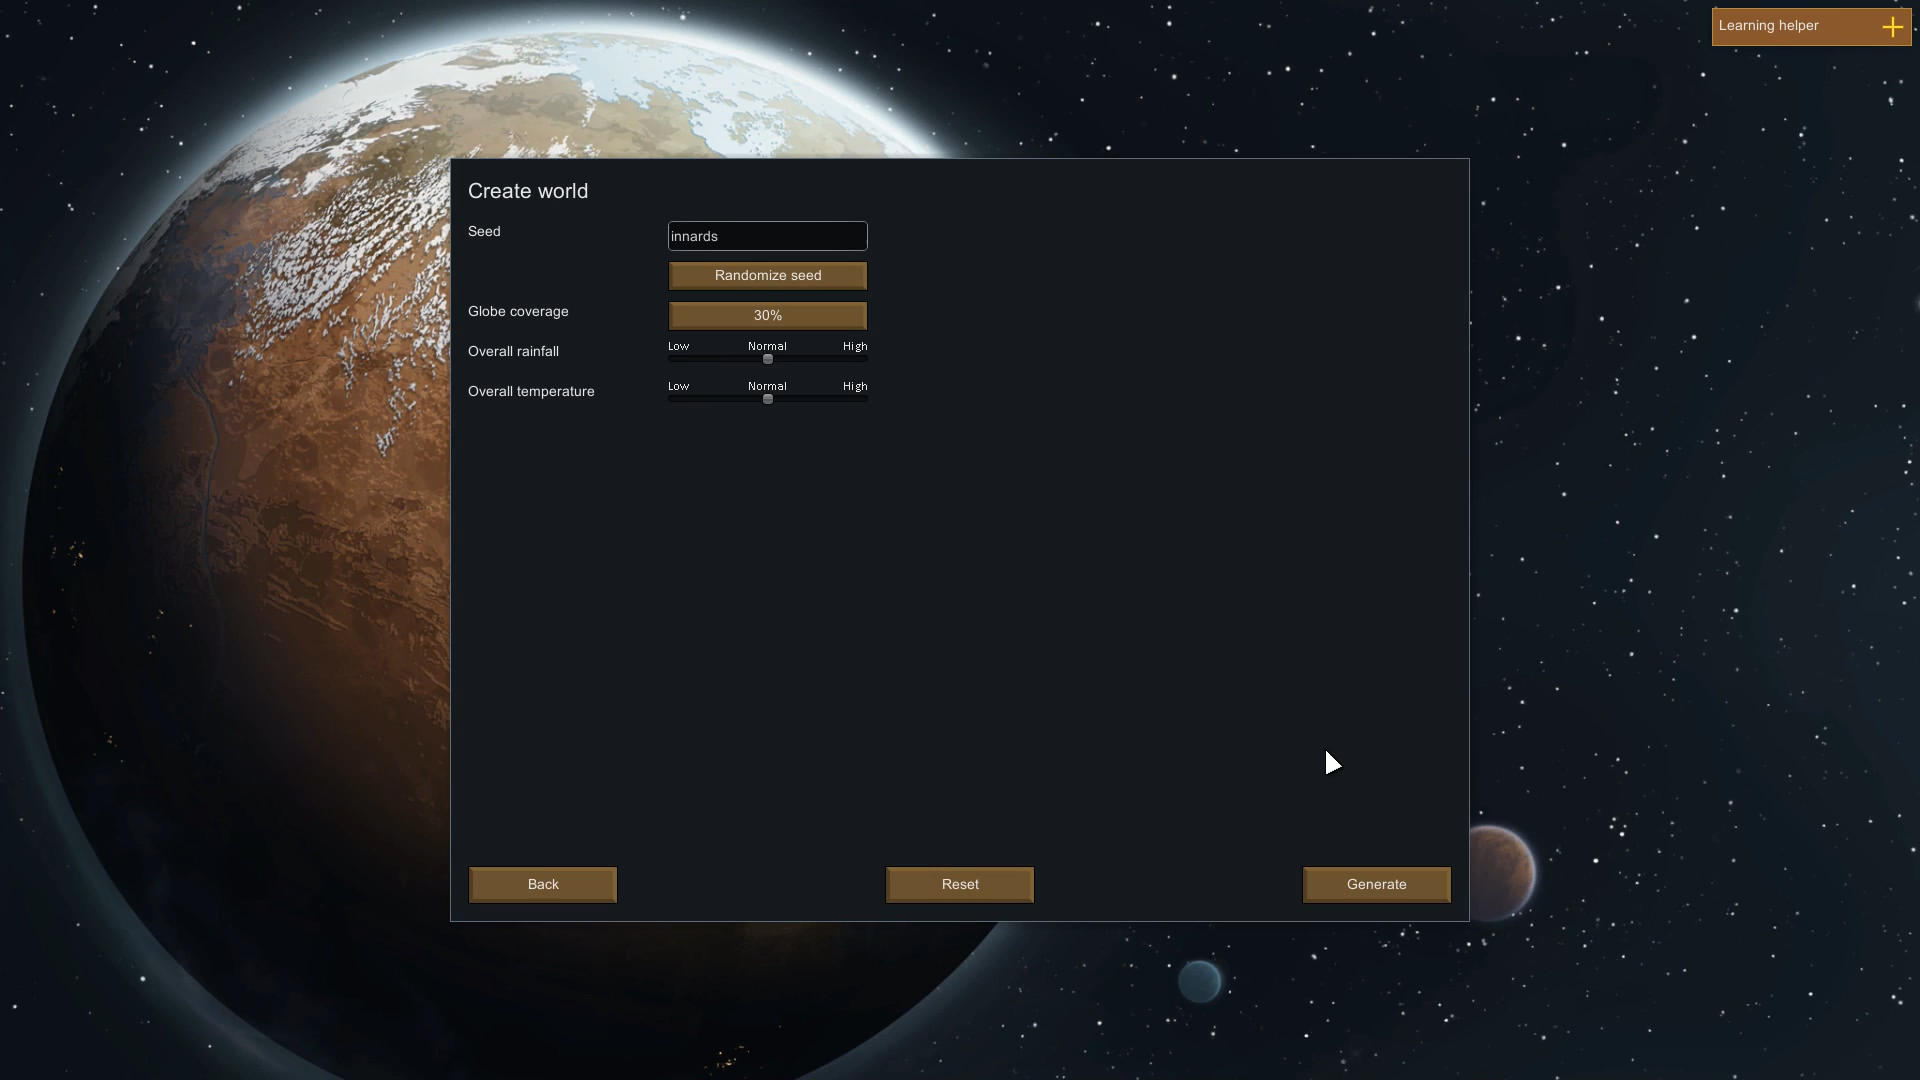 Learning helper
Create world
Seed
innards
Randomize seed
Globe coverage
30%
Overall rainfall
Low Normal High
Overall temperature
Low Normal High
Back
Reset
Generate